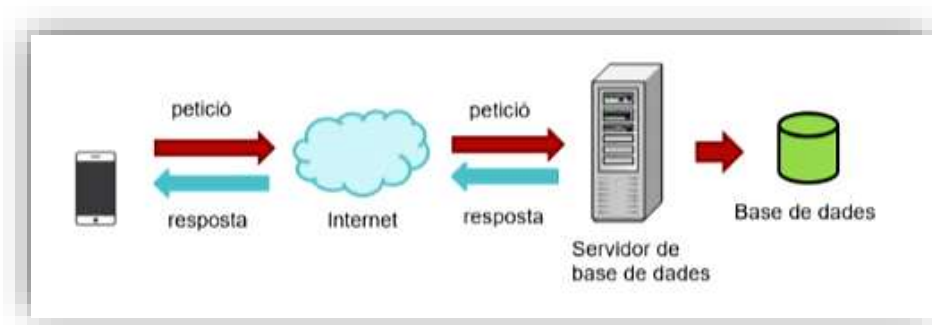 petició
petició
resposta
Internet
resposta
Servidor de
base de dades
Base de dades